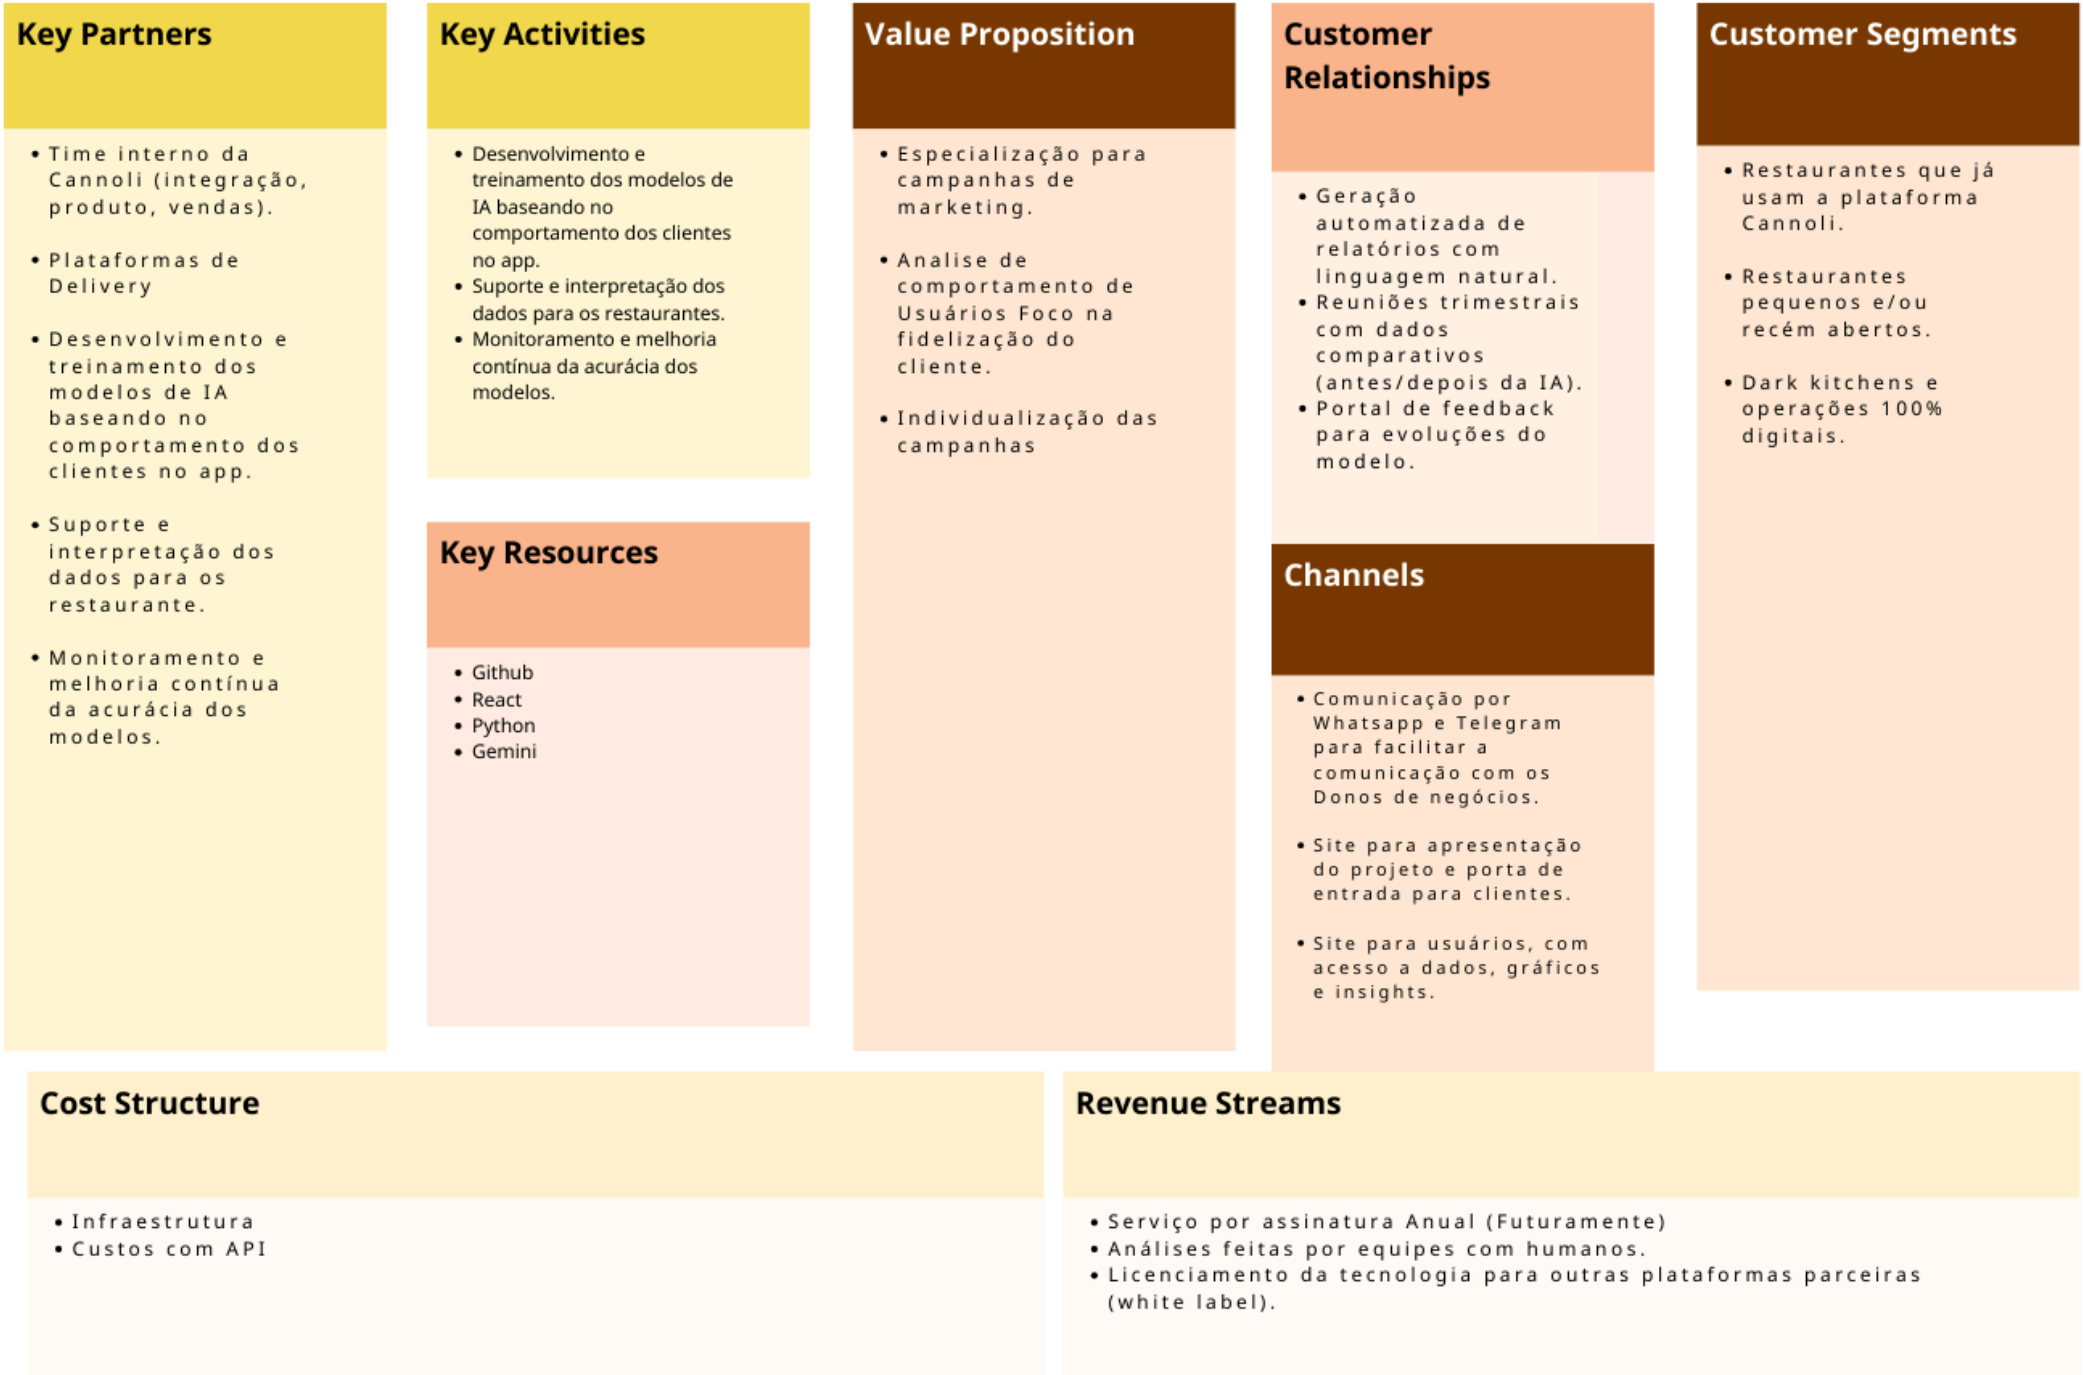 Key Partners
• Time interno da
Cannoli (integração,
produto, vendas).
• Plataformas de
Delivery
• Desenvolvimento e
treinamento dos
modelos de IA
baseando no
comportamento dos
clientes no app.
• Suporte e
interpretação dos
dados para os
restaurante.
• Monitoramento e
melhoria contínua
da acurácia dos
modelos.
Key Activities
• Desenvolvimento e
treinamento dos modelos de
IA baseando no
comportamento dos clientes
no app.
• Suporte e interpretação dos
dados para os restaurantes.
• Monitoramento e melhoria
contínua da acurácia dos
modelos.
Key Resources
• Github
• React
• Python
• Gemini
Value Proposition
• Especialização para
campanhas de
marketing.
• Analise de
comportamento de
Usuários Foco na
fidelização do
cliente.
• Individualização das
campanhas
Customer
Relationships
• Geração
automatizada de
relatórios com
linguagem natural.
• Reuniões trimestrais
com dados
comparativos
(antes/depois da IA).
• Portal de feedback
para evoluções do
modelo.
Channels
• Comunicação por
Whatsapp e Telegram
para facilitar a
comunicação com os
Donos de negócios.
• Site para apresentação
do projeto e porta de
entrada para clientes.
• Site para usuários, com
acesso a dados, gráficos
e insights.
Customer Segments
• Restaurantes que já
usam a plataforma
Cannoli.
• Restaurantes
pequenos e/ou
recém abertos.
• Dark kitchens e
operações 100%
digitais.
Cost Structure
• Infraestrutura
• Custos com API
Revenue Streams
• Serviço por assinatura Anual (Futuramente)
• Análises feitas por equipes com humanos.
• Licenciamento da tecnologia para outras plataformas parceiras
(white label).